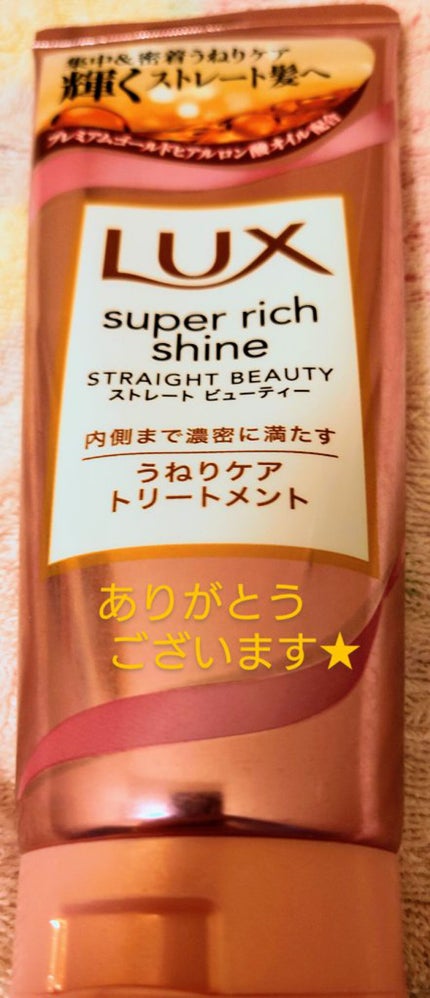 集中&密着うねりケア
輝くストレート髪へ
プレミアムゴールドヒアルロン酸オイル配合
LUX
super rich
shine
STRAIGHT BEAUTY
ストレート ビューティー
内側まで濃密に満たす
うねりケア
トリートメント
ありがとう
ございます★